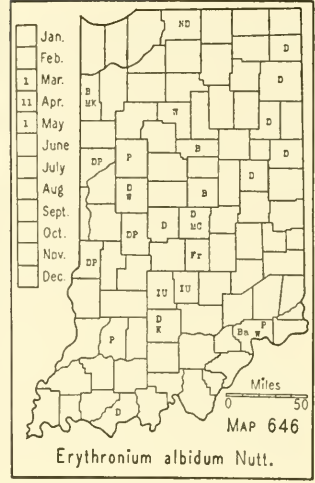 Jan.
Feb.
1 Mar.
11 Apr.
1 May
June
July
Aug
Sept.
Oct.
Nov.
Dec.
ND
D
B
MK
D
W
D
B
D
DP
P
D
D
W
B
DP
D
D
MC
DP
Fr
IU
IU
D
K
P
Ba
P
W
D
Miles
0 50
MAP 646
Erythronium albidum Nutt.